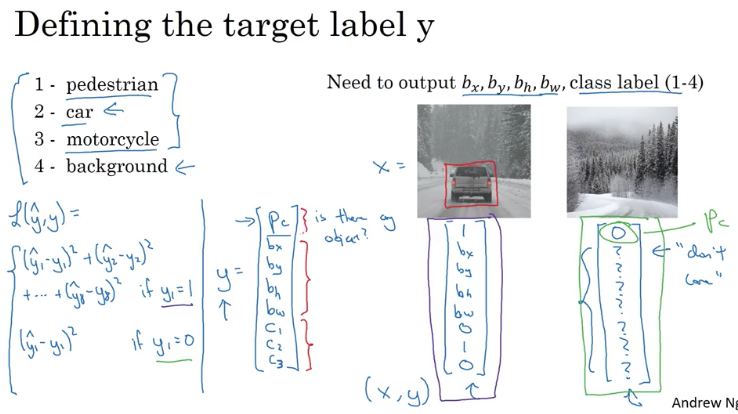 Defining the target label y
1 - pedestrian
2 - car ←
3 - motorcycle
4 - background ←
Need to output bₓ, b_y, b_h, b_w, class label (1-4)
x =
ℒ(ŷ,y) =
(ŷ₁-y₁)² + (ŷ₂-y₂)²
+ ... + (ŷ₈-y₈)² if y₁=1
(ŷ₁-y₁)² if y₁=0
y =
→ Pc
bx
by
bh
bw
C1
C2
C3
is there any
object?
1
bx
by
bh
bw
0
1
0
(x, y)
0
?
?
?
?
?
?
?
Pc
← "don't
care"
Andrew Ng